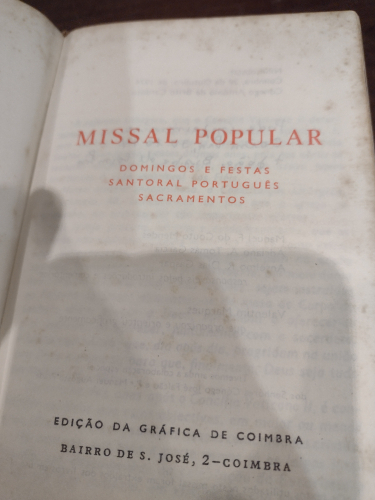 MISSAL POPULAR
DOMINGOS E FESTAS
SANTORAL PORTUGUÊS
SACRAMENTOS
EDIÇÃO DA GRÁFICA DE COIMBRA
BAIRRO DE S. JOSÉ, 2—COIMBRA